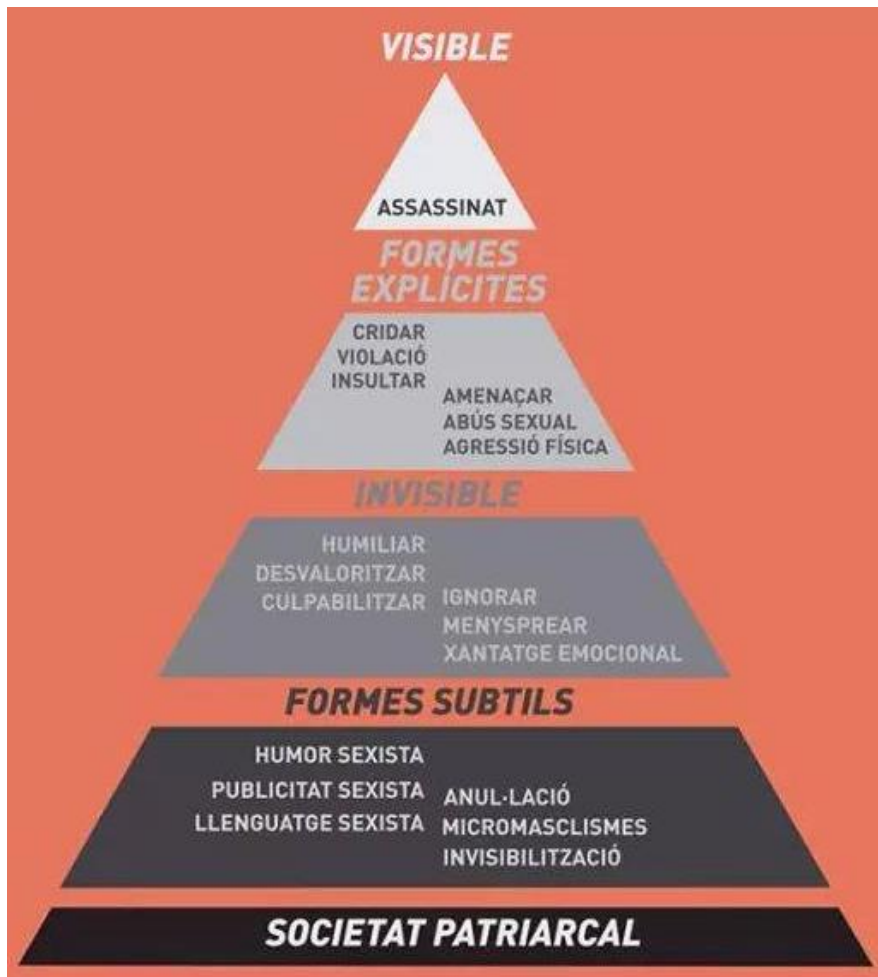 VISIBLE
ASSASSINAT
FORMES
EXPLÍCITES
CRIDAR
VIOLACIÓ
INSULTAR
AMENAÇAR
ABÚS SEXUAL
AGRESSIÓ FÍSICA
INVISIBLE
HUMILIAR
DESVALORITZAR
CULPABILITZAR
IGNORAR
MENYSPREAR
XANTATGE EMOCIONAL
FORMES SUBTILS
HUMOR SEXISTA
PUBLICITAT SEXISTA
LLENGUATGE SEXISTA
ANUL·LACIÓ
MICROMASCLISMES
INVISIBILITZACIÓ
SOCIETAT PATRIARCAL